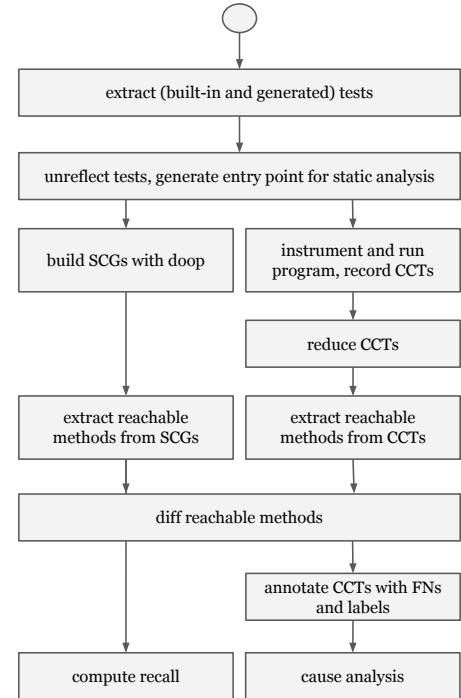 extract (built-in and generated) tests
unreflect tests, generate entry point for static analysis
build SCGs with doop
instrument and run
program, record CCTs
reduce CCTs
extract reachable
methods from SCGs
extract reachable
methods from CCTs
diff reachable methods
annotate CCTs with FNs
and labels
compute recall
cause analysis